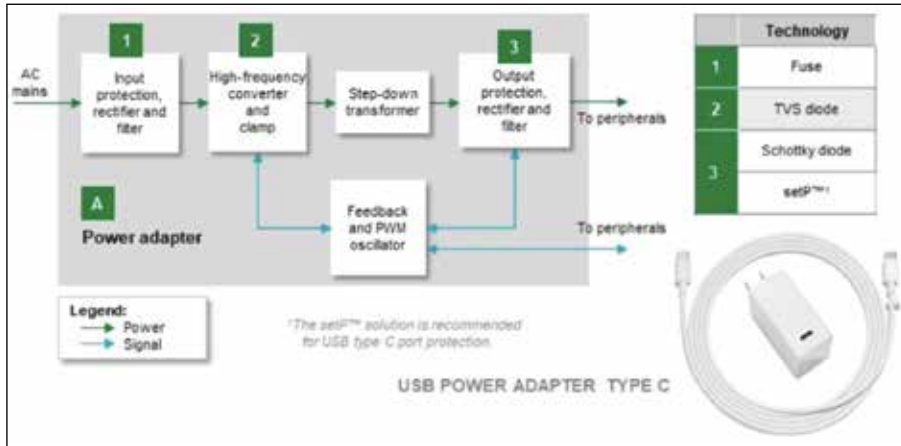 1
2
3
AC
mains
Input
protection,
rectifier and
filter
High-frequency
converter
and
clamp
Step-down
transformer
Output
protection,
rectifier and
filter
To peripherals
A
Power adapter
Feedback
and PWM
oscillator
To peripherals
Legend:
Power
Signal
¹The setP™ solution is recommended
for USB type C port protection.
Technology
1 Fuse
2 TVS diode
3 Schottky diode
setP™¹
USB POWER ADAPTER TYPE C